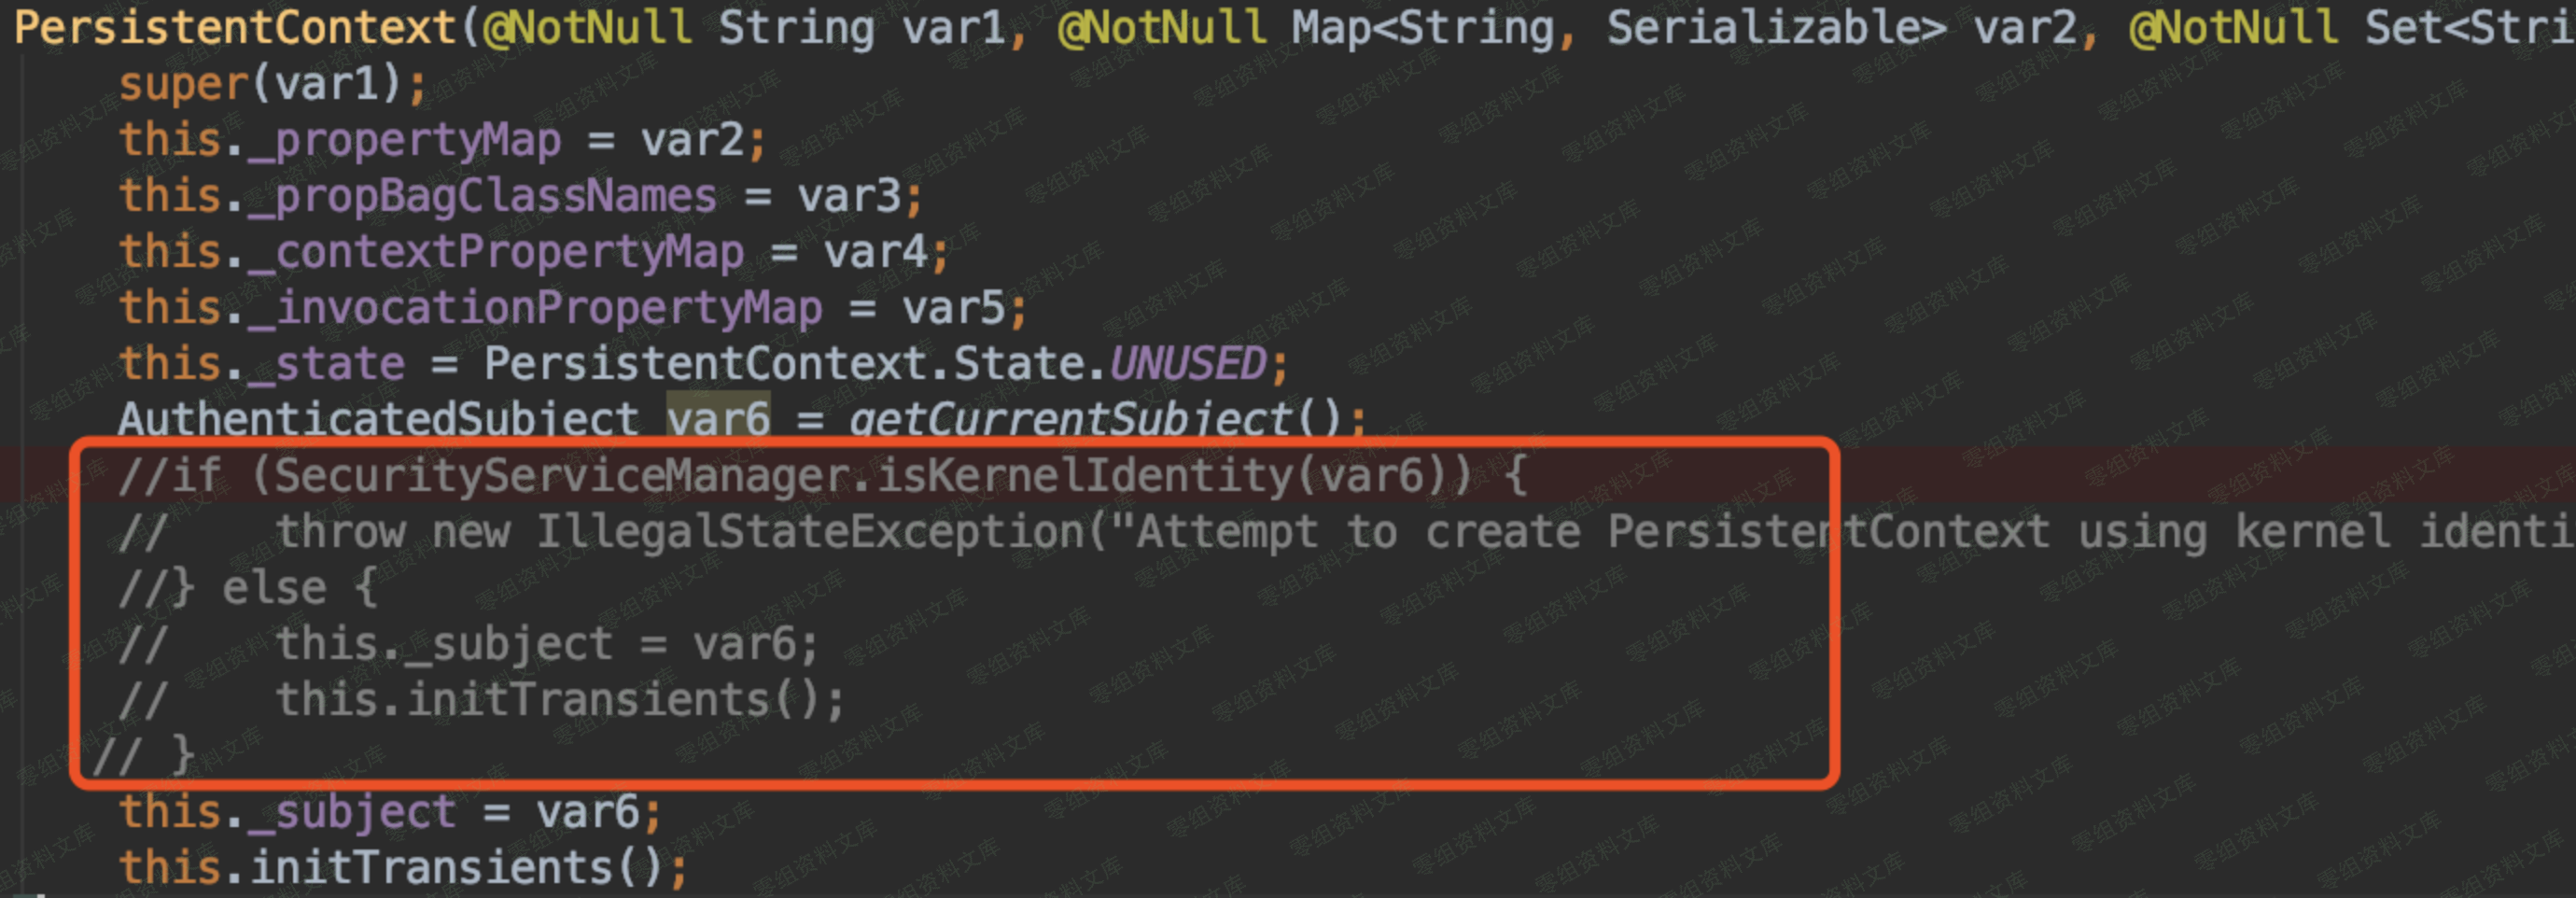 PersistentContext(@NotNull String var1, @NotNull Map<String, Serializable> var2, @NotNull Set<Stri
super(var1);
this._propertyMap = var2;
this._propBagClassNames = var3;
this._contextPropertyMap = var4;
this._invocationPropertyMap = var5;
this._state = PersistentContext.State.UNUSED;
AuthenticatedSubject var6 = getCurrentSubject();
//if (SecurityServiceManager.isKernelIdentity(var6)) {
//    throw new IllegalStateException("Attempt to create PersistentContext using kernel identi
//} else {
//    this._subject = var6;
//    this.initTransients();
// }
this._subject = var6;
this.initTransients();
零组资料文库